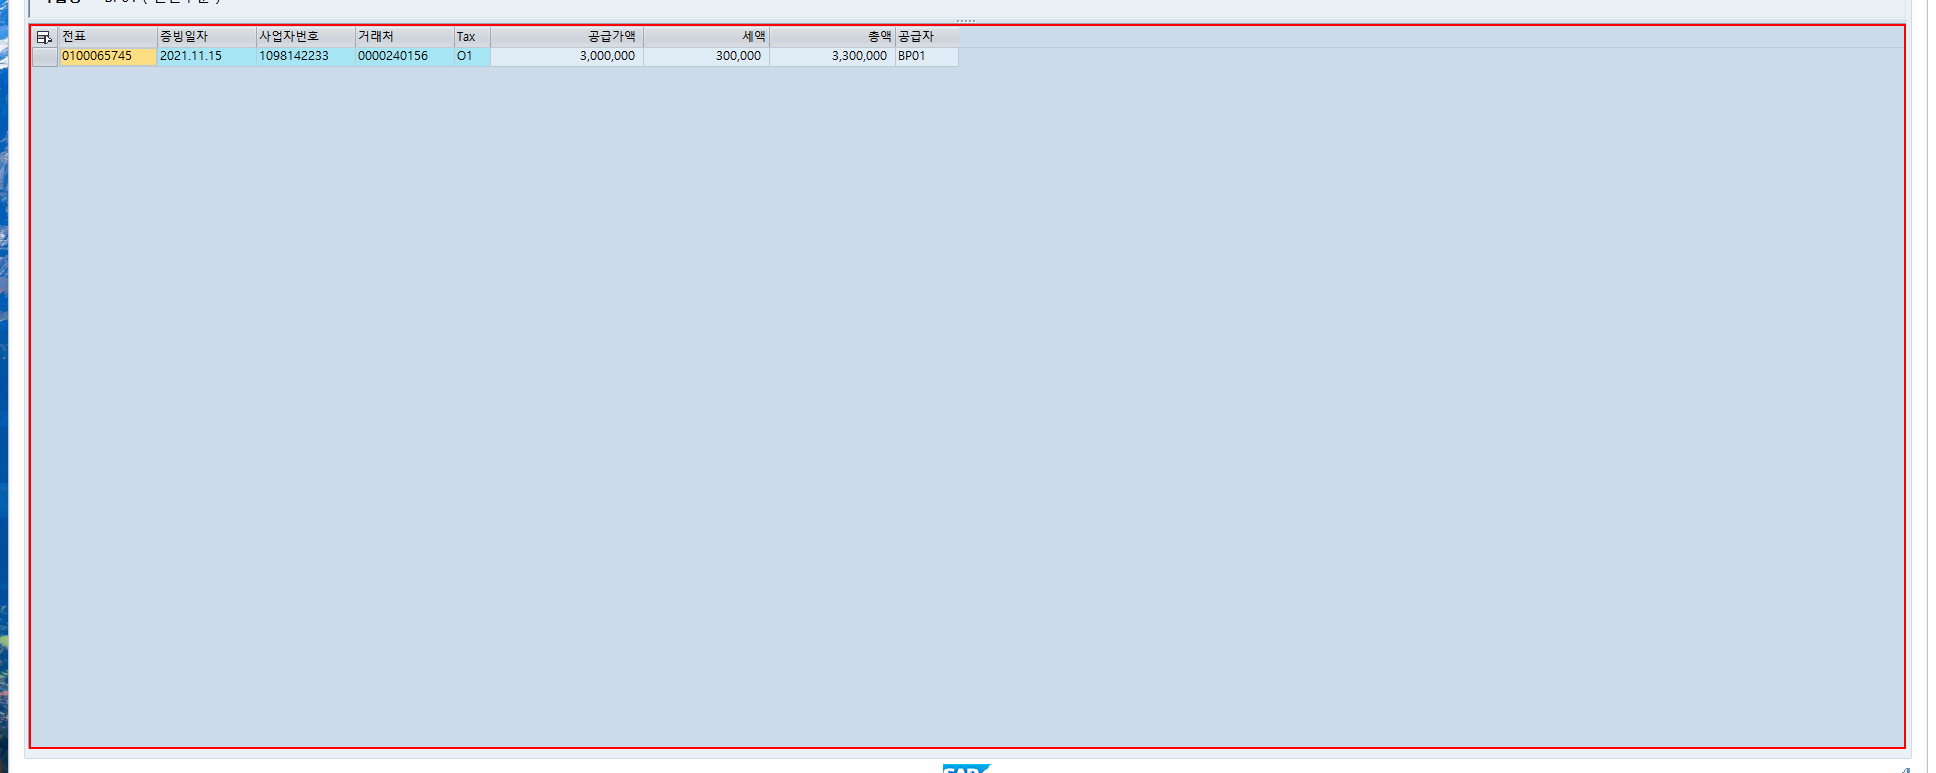 BP01 (
전표 증빙일자 사업자번호 거래처 Tax 공급가액 세액 총액 공급자
0100065745 2021.11.15 1098142233 0000240156 O1 3,000,000 300,000 3,300,000 BP01
SAP